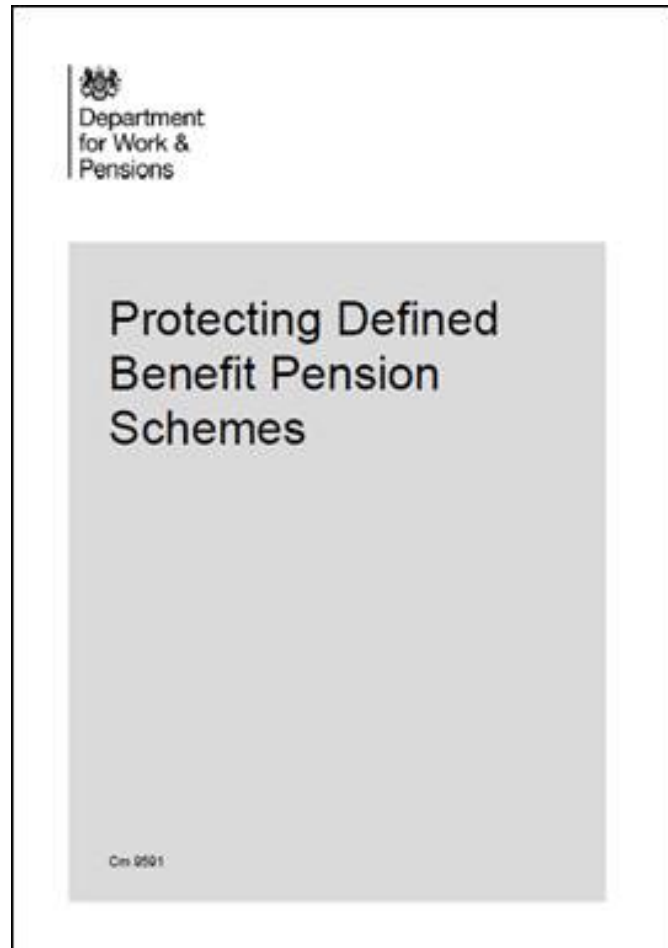 Department
for Work &
Pensions
Protecting Defined
Benefit Pension
Schemes
Cm 9591